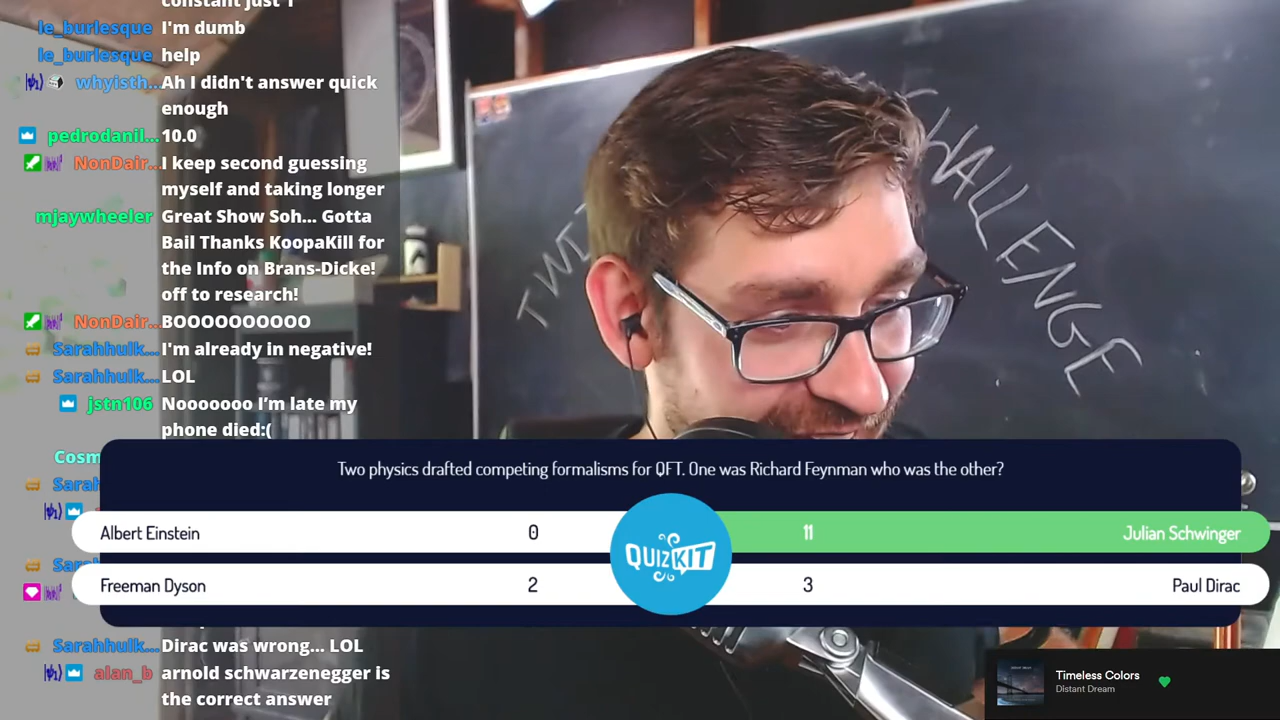 constant just 1
le_burlesque I'm dumb
le_burlesque help
whyisth... Ah I didn't answer quick
enough
pedrodanil... 10.0
NonDair... I keep second guessing
myself and taking longer
mjaywheeler Great Show Soh... Gotta
Bail Thanks KoopaKill for
the Info on Brans-Dicke!
off to research!
NonDair... BOOOOOOOOOO
Sarahhulk... I'm already in negative!
Sarahhulk... LOL
jstn106 Nooooooo I'm late my
phone died:(
Cosm
Sarah
Sara
Sarahhulk... Dirac was wrong... LOL
alan_b arnold schwarzenegger is
the correct answer
CHALLENGE
Two physics drafted competing formalisms for QFT. One was Richard Feynman who was the other?
Albert Einstein 0
11 Julian Schwinger
QUIZKIT
Freeman Dyson 2
3 Paul Dirac
Timeless Colors
Distant Dream